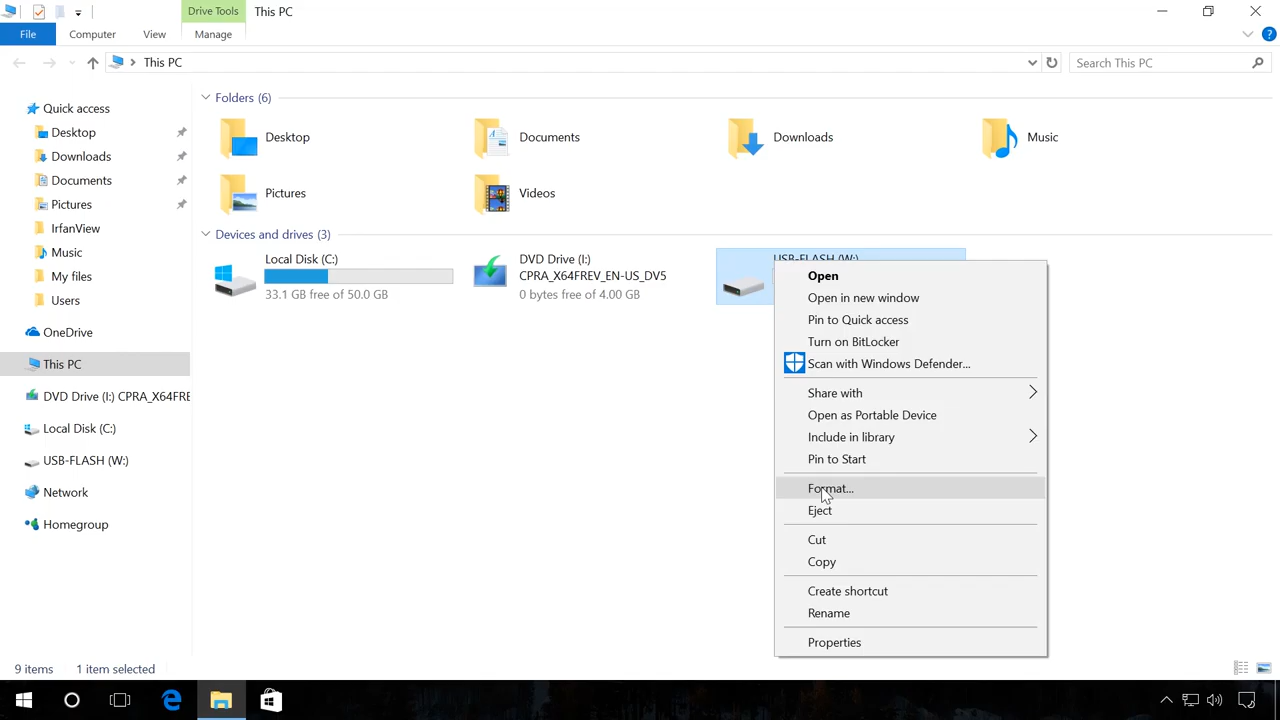 Drive Tools
This PC
File
Computer
View
Manage
?
This PC
Search This PC
Quick access
Desktop
Downloads
Documents
Pictures
IrfanView
Music
My files
Users
OneDrive
This PC
DVD Drive (I:) CPRA_X64FRE
Local Disk (C:)
USB-FLASH (W:)
Network
Homegroup
Folders (6)
Desktop
Documents
Downloads
Music
Pictures
Videos
Devices and drives (3)
Local Disk (C:)
33.1 GB free of 50.0 GB
DVD Drive (I:)
CPRA_X64FREV_EN-US_DV5
0 bytes free of 4.00 GB
USB-FLASH (W:)
Open
Open in new window
Pin to Quick access
Turn on BitLocker
Scan with Windows Defender...
Share with
Open as Portable Device
Include in library
Pin to Start
Format...
Eject
Cut
Copy
Create shortcut
Rename
Properties
9 items
1 item selected